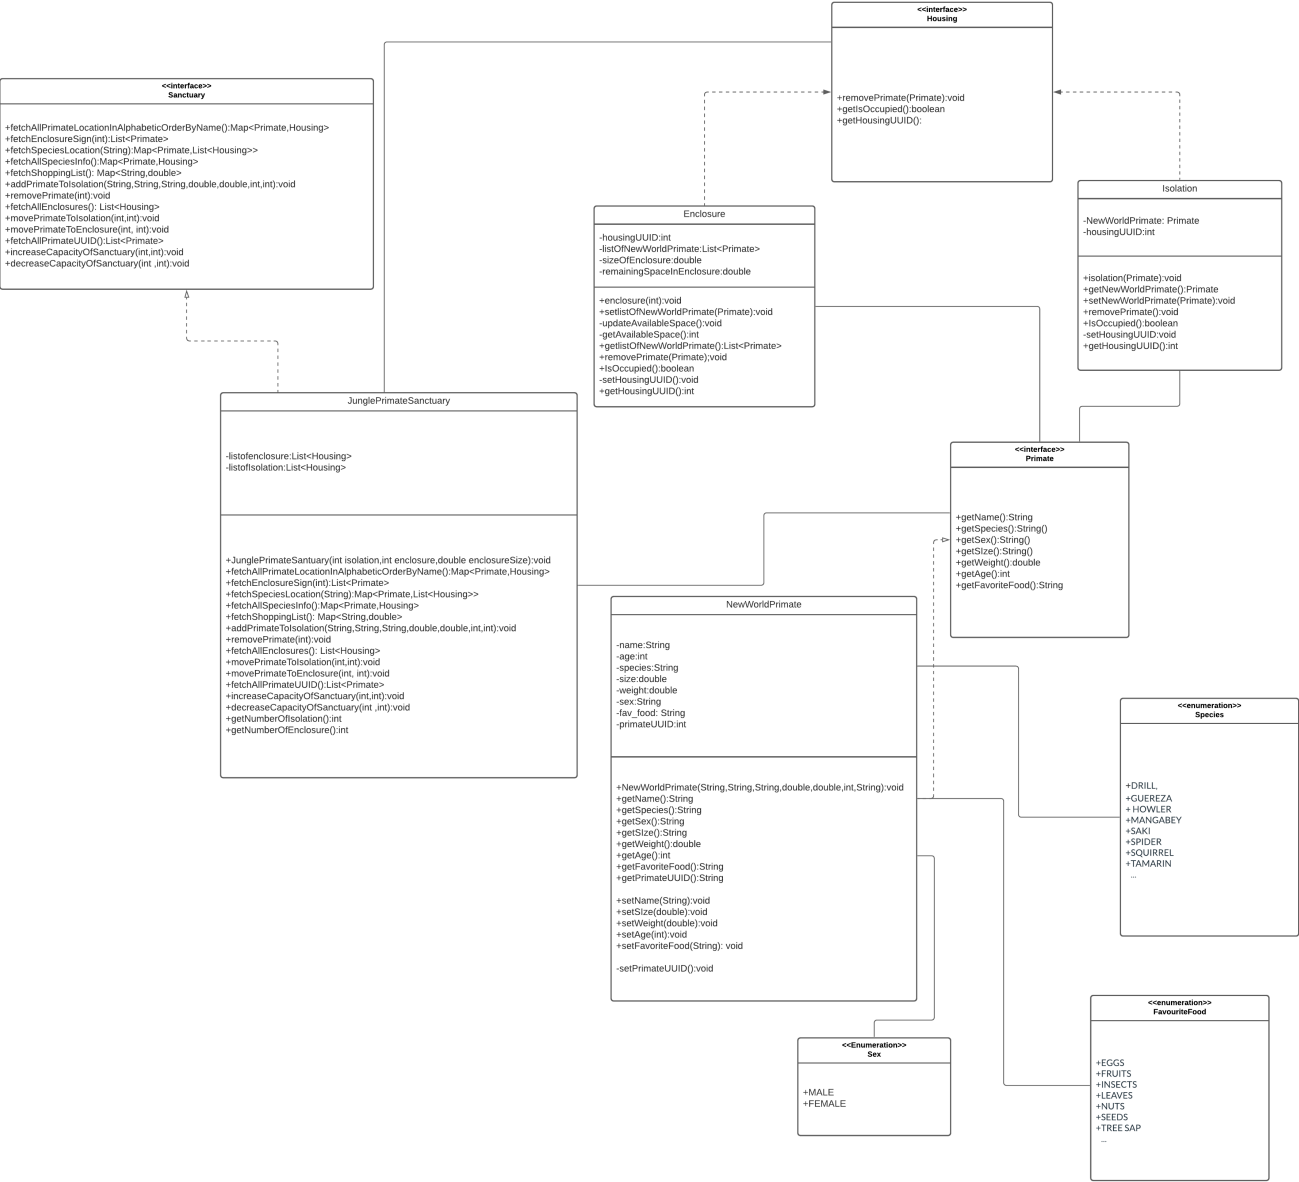 <<interface>>
Housing
+removePrimate(Primate):void
+getIsOccupied():boolean
+getHousingUUID():
<<interface>>
Sanctuary
+fetchAllPrimateLocationInAlphabeticOrderByName():Map<Primate,Housing>
+fetchEnclosureSign(int):List<Primate>
+fetchSpeciesLocation(String):Map<Primate,List<Housing>>
+fetchAllSpeciesInfo():Map<Primate,Housing>
+fetchShoppingList(): Map<String,double>
+addPrimateToIsolation(String,String,String,double,double,int,int):void
+removePrimate(int):void
+fetchAllEnclosures(): List<Housing>
+movePrimateToIsolation(int,int):void
+movePrimateToEnclosure(int, int):void
+fetchAllPrimateUUID():List<Primate>
+increaseCapacityOfSanctuary(int,int):void
+decreaseCapacityOfSanctuary(int ,int):void
Enclosure
-housingUUID:int
-listOfNewWorldPrimate:List<Primate>
-sizeOfEnclosure:double
-remainingSpaceInEnclosure:double
+enclosure(int):void
+setlistOfNewWorldPrimate(Primate):void
-updateAvailableSpace():void
-getAvailableSpace():int
+getlistOfNewWorldPrimate():List<Primate>
+removePrimate(Primate);void
+IsOccupied():boolean
-setHousingUUID():void
+getHousingUUID():int
Isolation
-NewWorldPrimate: Primate
-housingUUID:int
+isolation(Primate):void
+getNewWorldPrimate():Primate
+setNewWorldPrimate(Primate):void
+removePrimate():void
+IsOccupied():boolean
-setHousingUUID:void
+getHousingUUID():int
JunglePrimateSanctuary
-listofenclosure:List<Housing>
-listofIsolation:List<Housing>
+JunglePrimateSantuary(int isolation,int enclosure,double enclosureSize):void
+fetchAllPrimateLocationInAlphabeticOrderByName():Map<Primate,Housing>
+fetchEnclosureSign(int):List<Primate>
+fetchSpeciesLocation(String):Map<Primate,List<Housing>>
+fetchAllSpeciesInfo():Map<Primate,Housing>
+fetchShoppingList(): Map<String,double>
+addPrimateToIsolation(String,String,String,double,double,int,int):void
+removePrimate(int):void
+fetchAllEnclosures(): List<Housing>
+movePrimateToIsolation(int,int):void
+movePrimateToEnclosure(int, int):void
+fetchAllPrimateUUID():List<Primate>
+increaseCapacityOfSanctuary(int,int):void
+decreaseCapacityOfSanctuary(int ,int):void
+getNumberOfIsolation():int
+getNumberOfEnclosure():int
<<interface>>
Primate
+getName():String
+getSpecies():String()
+getSex():String()
+getSIze():String()
+getWeight():double
+getAge():int
+getFavoriteFood():String
NewWorldPrimate
-name:String
-age:int
-species:String
-size:double
-weight:double
-sex:String
-fav_food: String
-primateUUID:int
+NewWorldPrimate(String,String,String,double,double,int,String):void
+getName():String
+getSpecies():String
+getSex():String
+getSIze():String
+getWeight():double
+getAge():int
+getFavoriteFood():String
+getPrimateUUID():String
+setName(String):void
+setSIze(double):void
+setWeight(double):void
+setAge(int):void
+setFavoriteFood(String): void
-setPrimateUUID():void
<<enumeration>>
Species
+DRILL,
+GUEREZA
+ HOWLER
+MANGABEY
+SAKI
+SPIDER
+SQUIRREL
+TAMARIN
...
<<enumeration>>
FavouriteFood
+EGGS
+FRUITS
+INSECTS
+LEAVES
+NUTS
+SEEDS
+TREE SAP
...
<<Enumeration>>
Sex
+MALE
+FEMALE